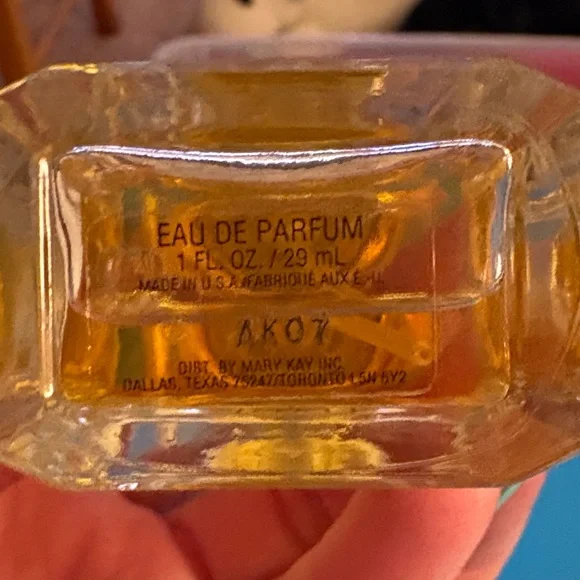 EAU DE PARFUM
1 FL. OZ. / 29 mL
MADE IN U.S.A./FABRIQUÉ AUX É.-U.
AK07
DIST. BY MARY KAY INC.
DALLAS, TEXAS 75247/TORONTO L5N 6Y2